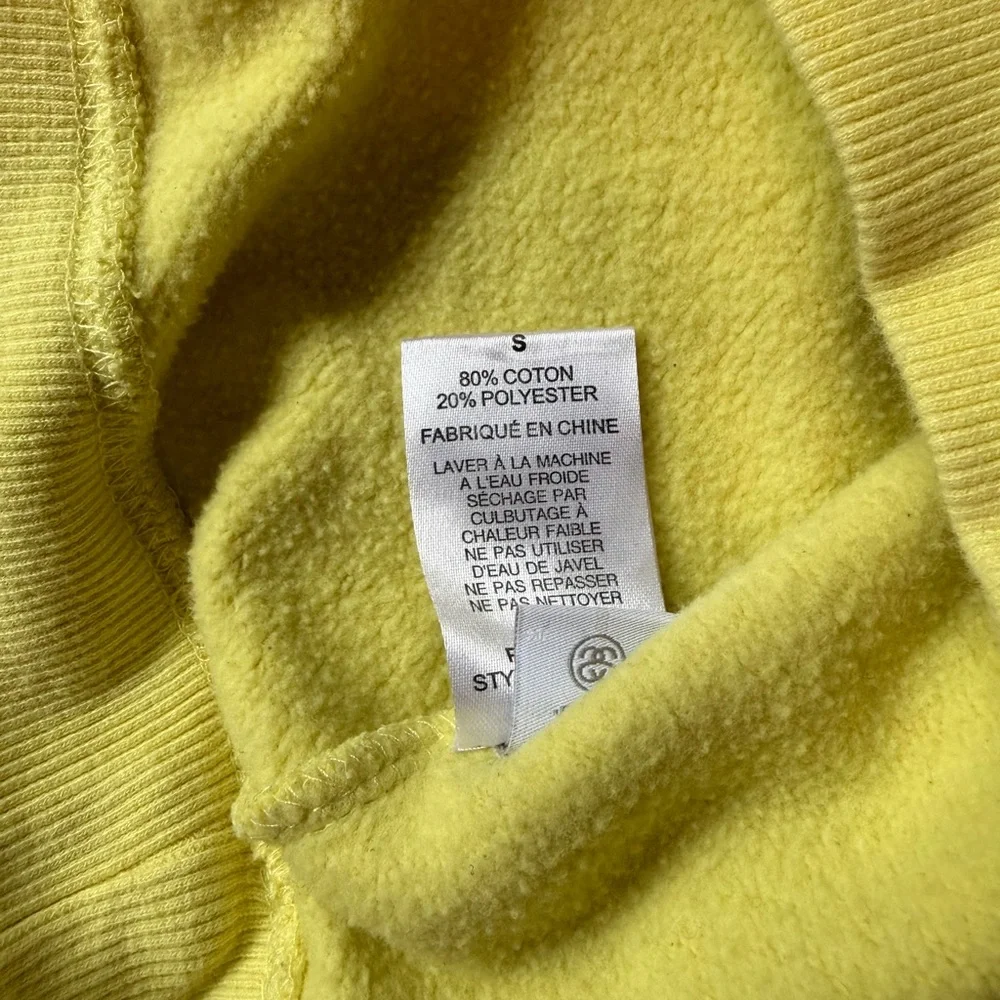 S
80% COTON
20% POLYESTER
FABRIQUÉ EN CHINE
LAVER À LA MACHINE
A L'EAU FROIDE
SÉCHAGE PAR
CULBUTAGE À
CHALEUR FAIBLE
NE PAS UTILISER
D'EAU DE JAVEL
NE PAS REPASSER
NE PAS NETTOYER